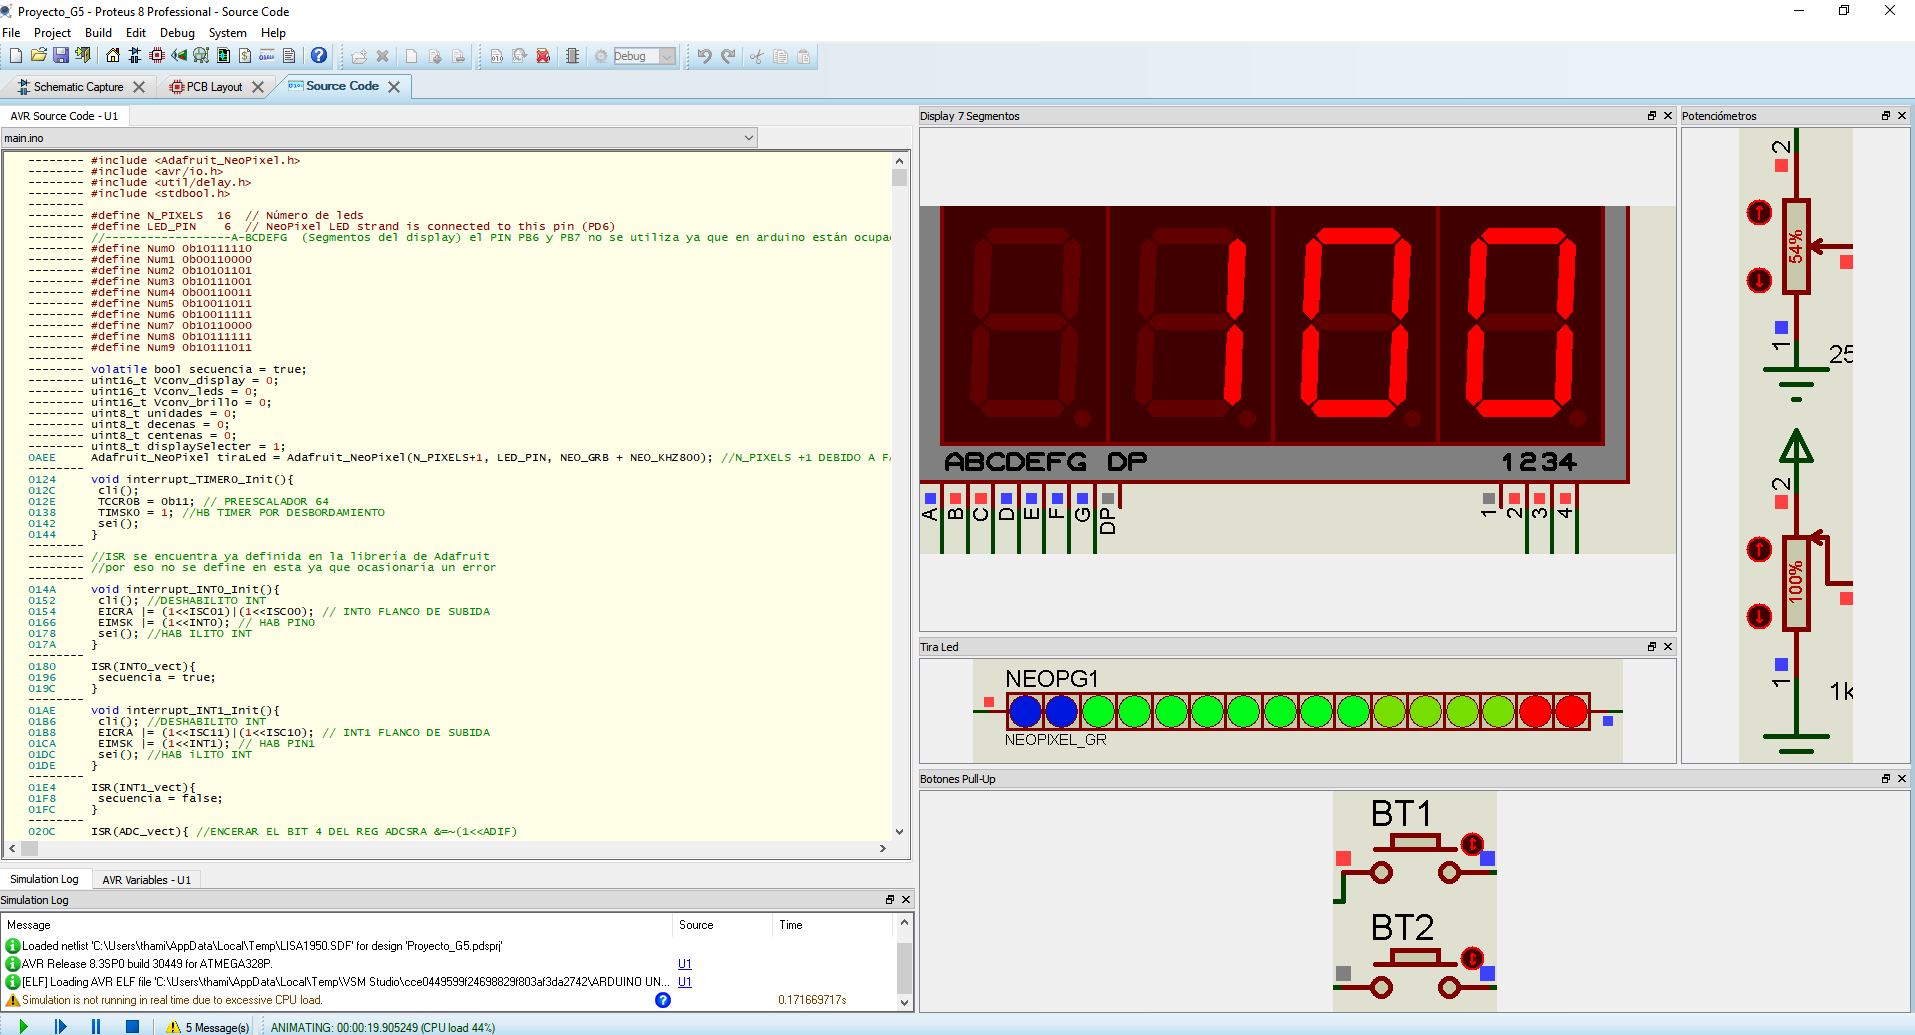 Proyecto_G5 - Proteus 8 Professional - Source Code
File Project Build Edit Debug System Help
Debug
Schematic Capture PCB Layout Source Code
AVR Source Code - U1
main.ino
-------- #include <Adafruit_NeoPixel.h>
-------- #include <avr/io.h>
-------- #include <util/delay.h>
-------- #include <stdbool.h>
--------
-------- #define N_PIXELS 16 // Número de leds
-------- #define LED_PIN 6 // NeoPixel LED strand is connected to this pin (PD6)
-------- //------------------A-BCDEFG (Segmentos del display) el PIN PB6 y PB7 no se utiliza ya que en arduino están ocupa
-------- #define Num0 0b10111110
-------- #define Num1 0b00110000
-------- #define Num2 0b10101101
-------- #define Num3 0b10111001
-------- #define Num4 0b00110011
-------- #define Num5 0b10011011
-------- #define Num6 0b10011111
-------- #define Num7 0b10110000
-------- #define Num8 0b10111111
-------- #define Num9 0b10111011
--------
-------- volatile bool secuencia = true;
-------- uint16_t Vconv_display = 0;
-------- uint16_t Vconv_leds = 0;
-------- uint16_t Vconv_brillo = 0;
-------- uint8_t unidades = 0;
-------- uint8_t decenas = 0;
-------- uint8_t centenas = 0;
-------- uint8_t displaySelecter = 1;
0AEE Adafruit_NeoPixel tiraLed = Adafruit_NeoPixel(N_PIXELS+1, LED_PIN, NEO_GRB + NEO_KHZ800); //N_PIXELS +1 DEBIDO A FA
--------
0124 void interrupt_TIMER0_Init(){
012C cli();
012E TCCR0B = 0b11; // PREESCALADOR 64
0138 TIMSK0 = 1; //HB TIMER POR DESBORDAMIENTO
0142 sei();
0144 }
--------
-------- //ISR se encuentra ya definida en la libreria de Adafruit
-------- //por eso no se define en esta ya que ocasionaría un error
--------
014A void interrupt_INT0_Init(){
0152 cli(); //DESHABILITO INT
0154 EICRA |= (1<<ISC01)|(1<<ISC00); // INT0 FLANCO DE SUBIDA
0166 EIMSK |= (1<<INT0); // HAB PIN0
0178 sei(); //HAB ILITO INT
017A }
--------
0180 ISR(INT0_vect){
0196 secuencia = true;
019C }
--------
01AE void interrupt_INT1_Init(){
01B6 cli(); //DESHABILITO INT
01B8 EICRA |= (1<<ISC11)|(1<<ISC10); // INT1 FLANCO DE SUBIDA
01CA EIMSK |= (1<<INT1); // HAB PIN1
01DC sei(); //HAB iLITO INT
01DE }
--------
01E4 ISR(INT1_vect){
01F8 secuencia = false;
01FC }
--------
020C ISR(ADC_vect){ //ENCERAR EL BIT 4 DEL REG ADCSRA &=~(1<<ADIF)
Simulation Log AVR Variables - U1
Simulation Log
Message Source Time
Loaded netlist 'C:\Users\thami\AppData\Local\Temp\LISA1950.SDF' for design 'Proyecto_G5.pdsprj'
AVR Release 8.3SP0 build 30449 for ATMEGA328P. U1
[ELF] Loading AVR ELF file 'C:\Users\thami\AppData\Local\Temp\VSM Studio\cce0449599f24698829f803af3da2742\ARDUINO UN... U1
Simulation is not running in real time due to excessive CPU load. 0.171669717s
5 Message(s) ANIMATING: 00:00:19.905249 (CPU load 44%)
Display 7 Segmentos
100
ABCDEFG DP 1234
A B C D E F G DP 1 2 3 4
Tira Led
NEOPG1
NEOPIXEL_GR
Potenciómetros
2
54%
1
25
2
100%
1
1k
Botones Pull-Up
BT1
BT2